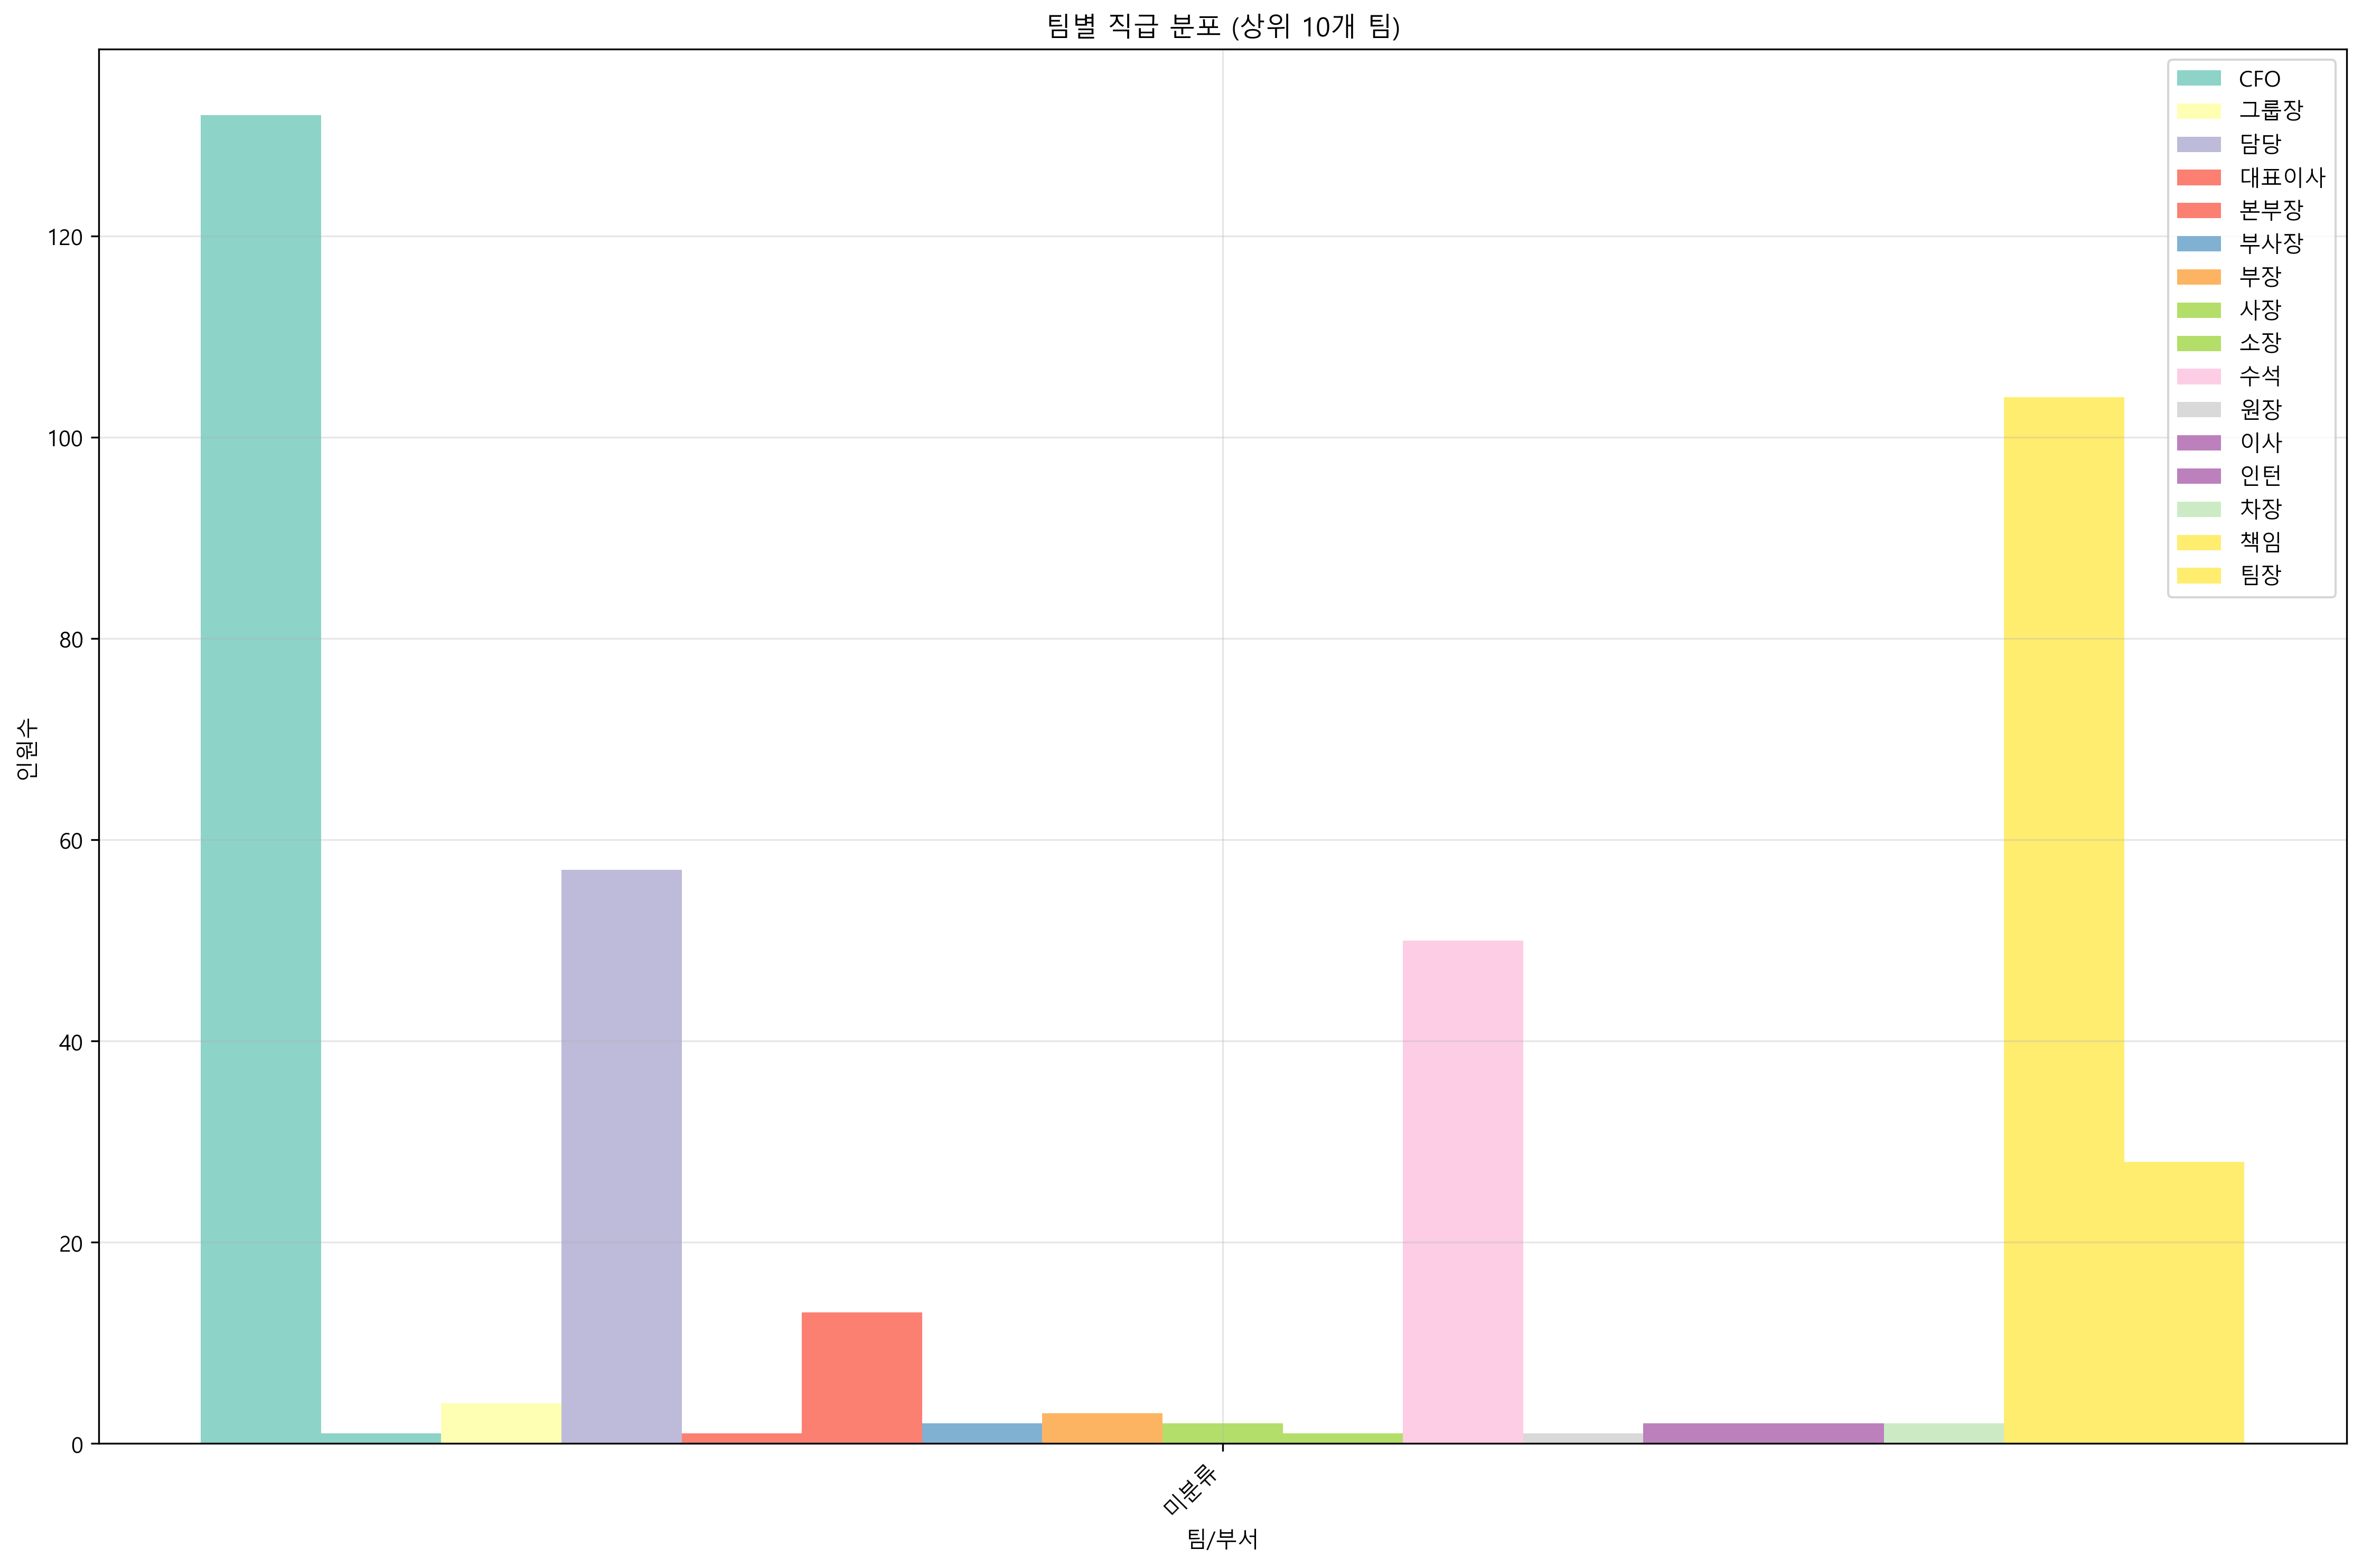 팀별 직급 분포 (상위 10개 팀)
CFO
그룹장
담당
대표이사
본부장
부사장
부장
사장
소장
수석
원장
이사
인턴
차장
책임
팀장
120
100
80
60
40
20
0
인원수
미분류
팀/부서